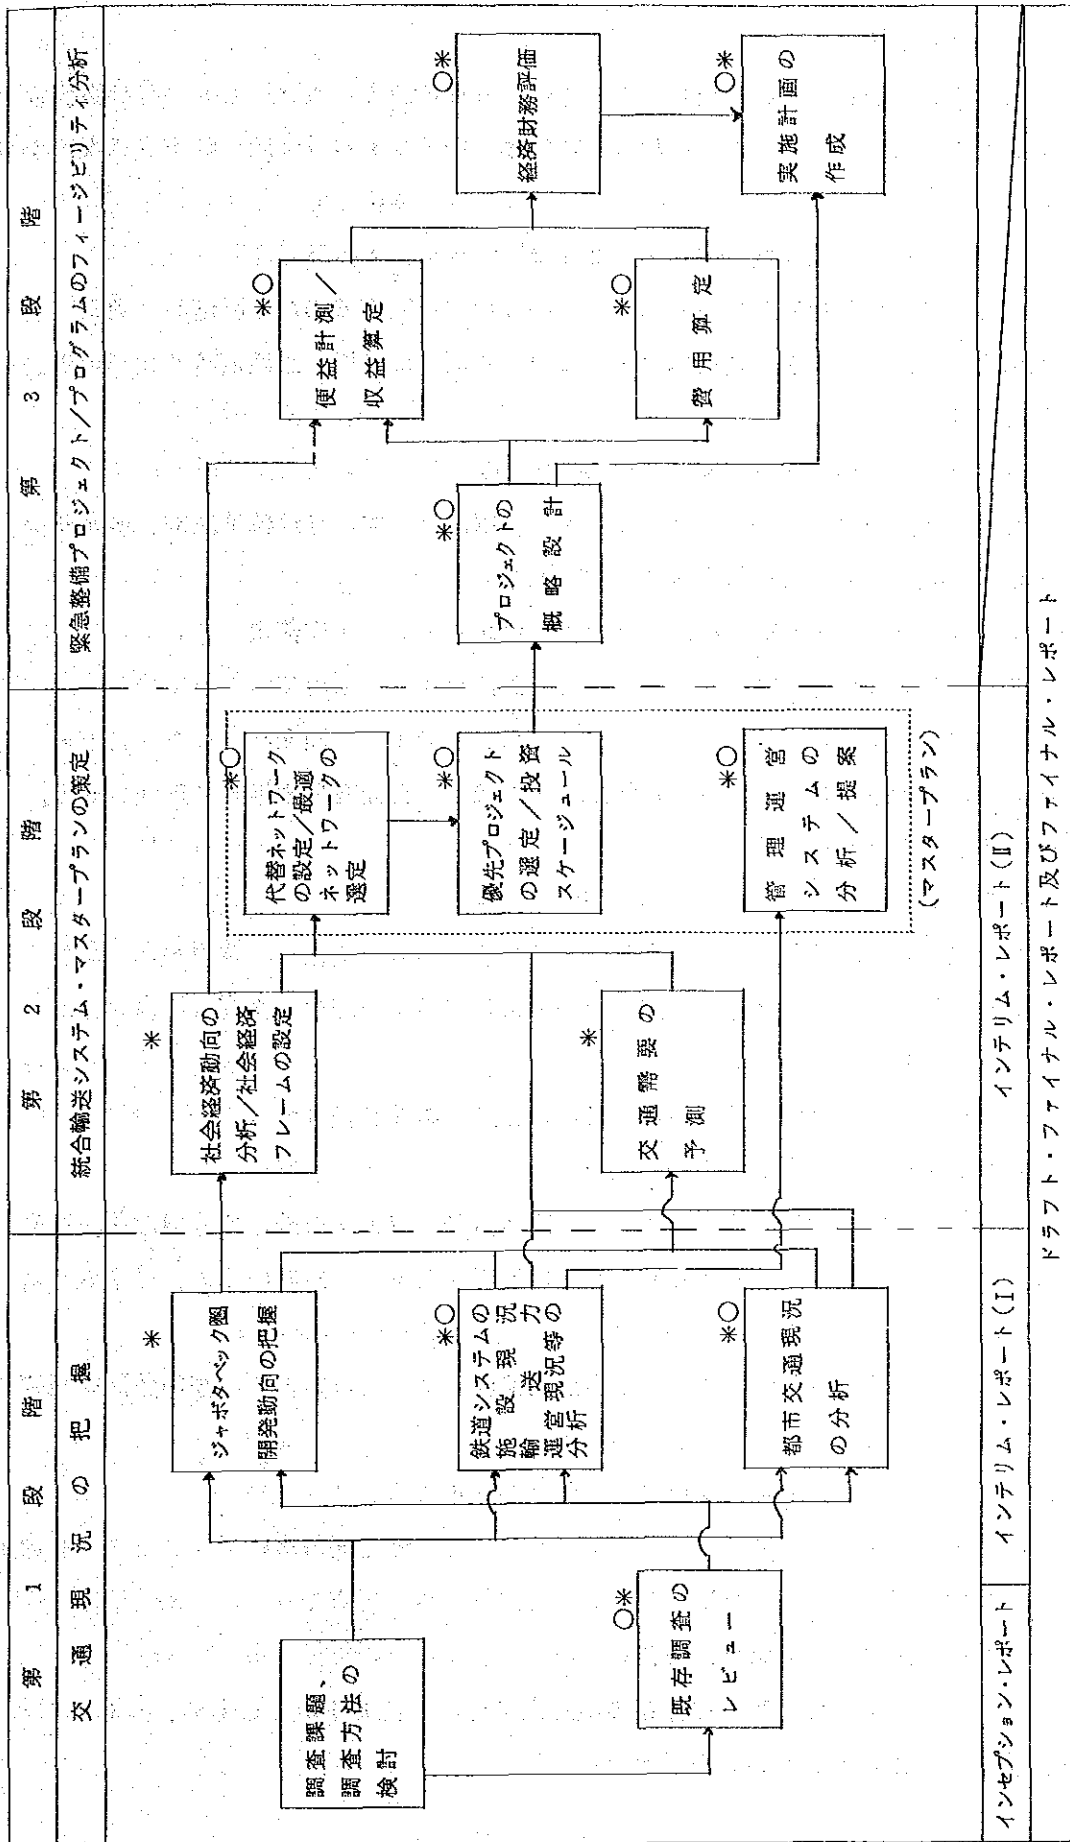 第 1 段 階
第 2 段 階
第 3 段 階
交 通 現 況 の 把 握
統合輸送システム・マスタープランの策定
緊急整備プロジェクト/プログラムのフィージビリティ分析
調査課題、
調査方法の
検討
○*
既存調査の
レビュー
*
ジャボタベック圏
開発動向の把握
*○
鉄道システムの
施設現況
輸送力
運営現況等の
分析
*○
都市交通現況
の分析
*
社会経済動向の
分析/社会経済
フレームの設定
*
交通需要の
予測
*○
代替ネットワーク
の設定/最適
ネットワークの
選定
*○
優先プロジェクト
の選定/投資
スケージュール
*○
管理運営
システムの
分析/提案
(マスタープラン)
*○
プロジェクトの
概略設計
*○
便益計測/
収益算定
*○
費用算定
○*
経済財務評価
○*
実施計画の
作成
インセプション・レポート
インテリム・レポート(I)
インテリム・レポート(II)
ドラフト・ファイナル・レポート及びファイナル・レポート